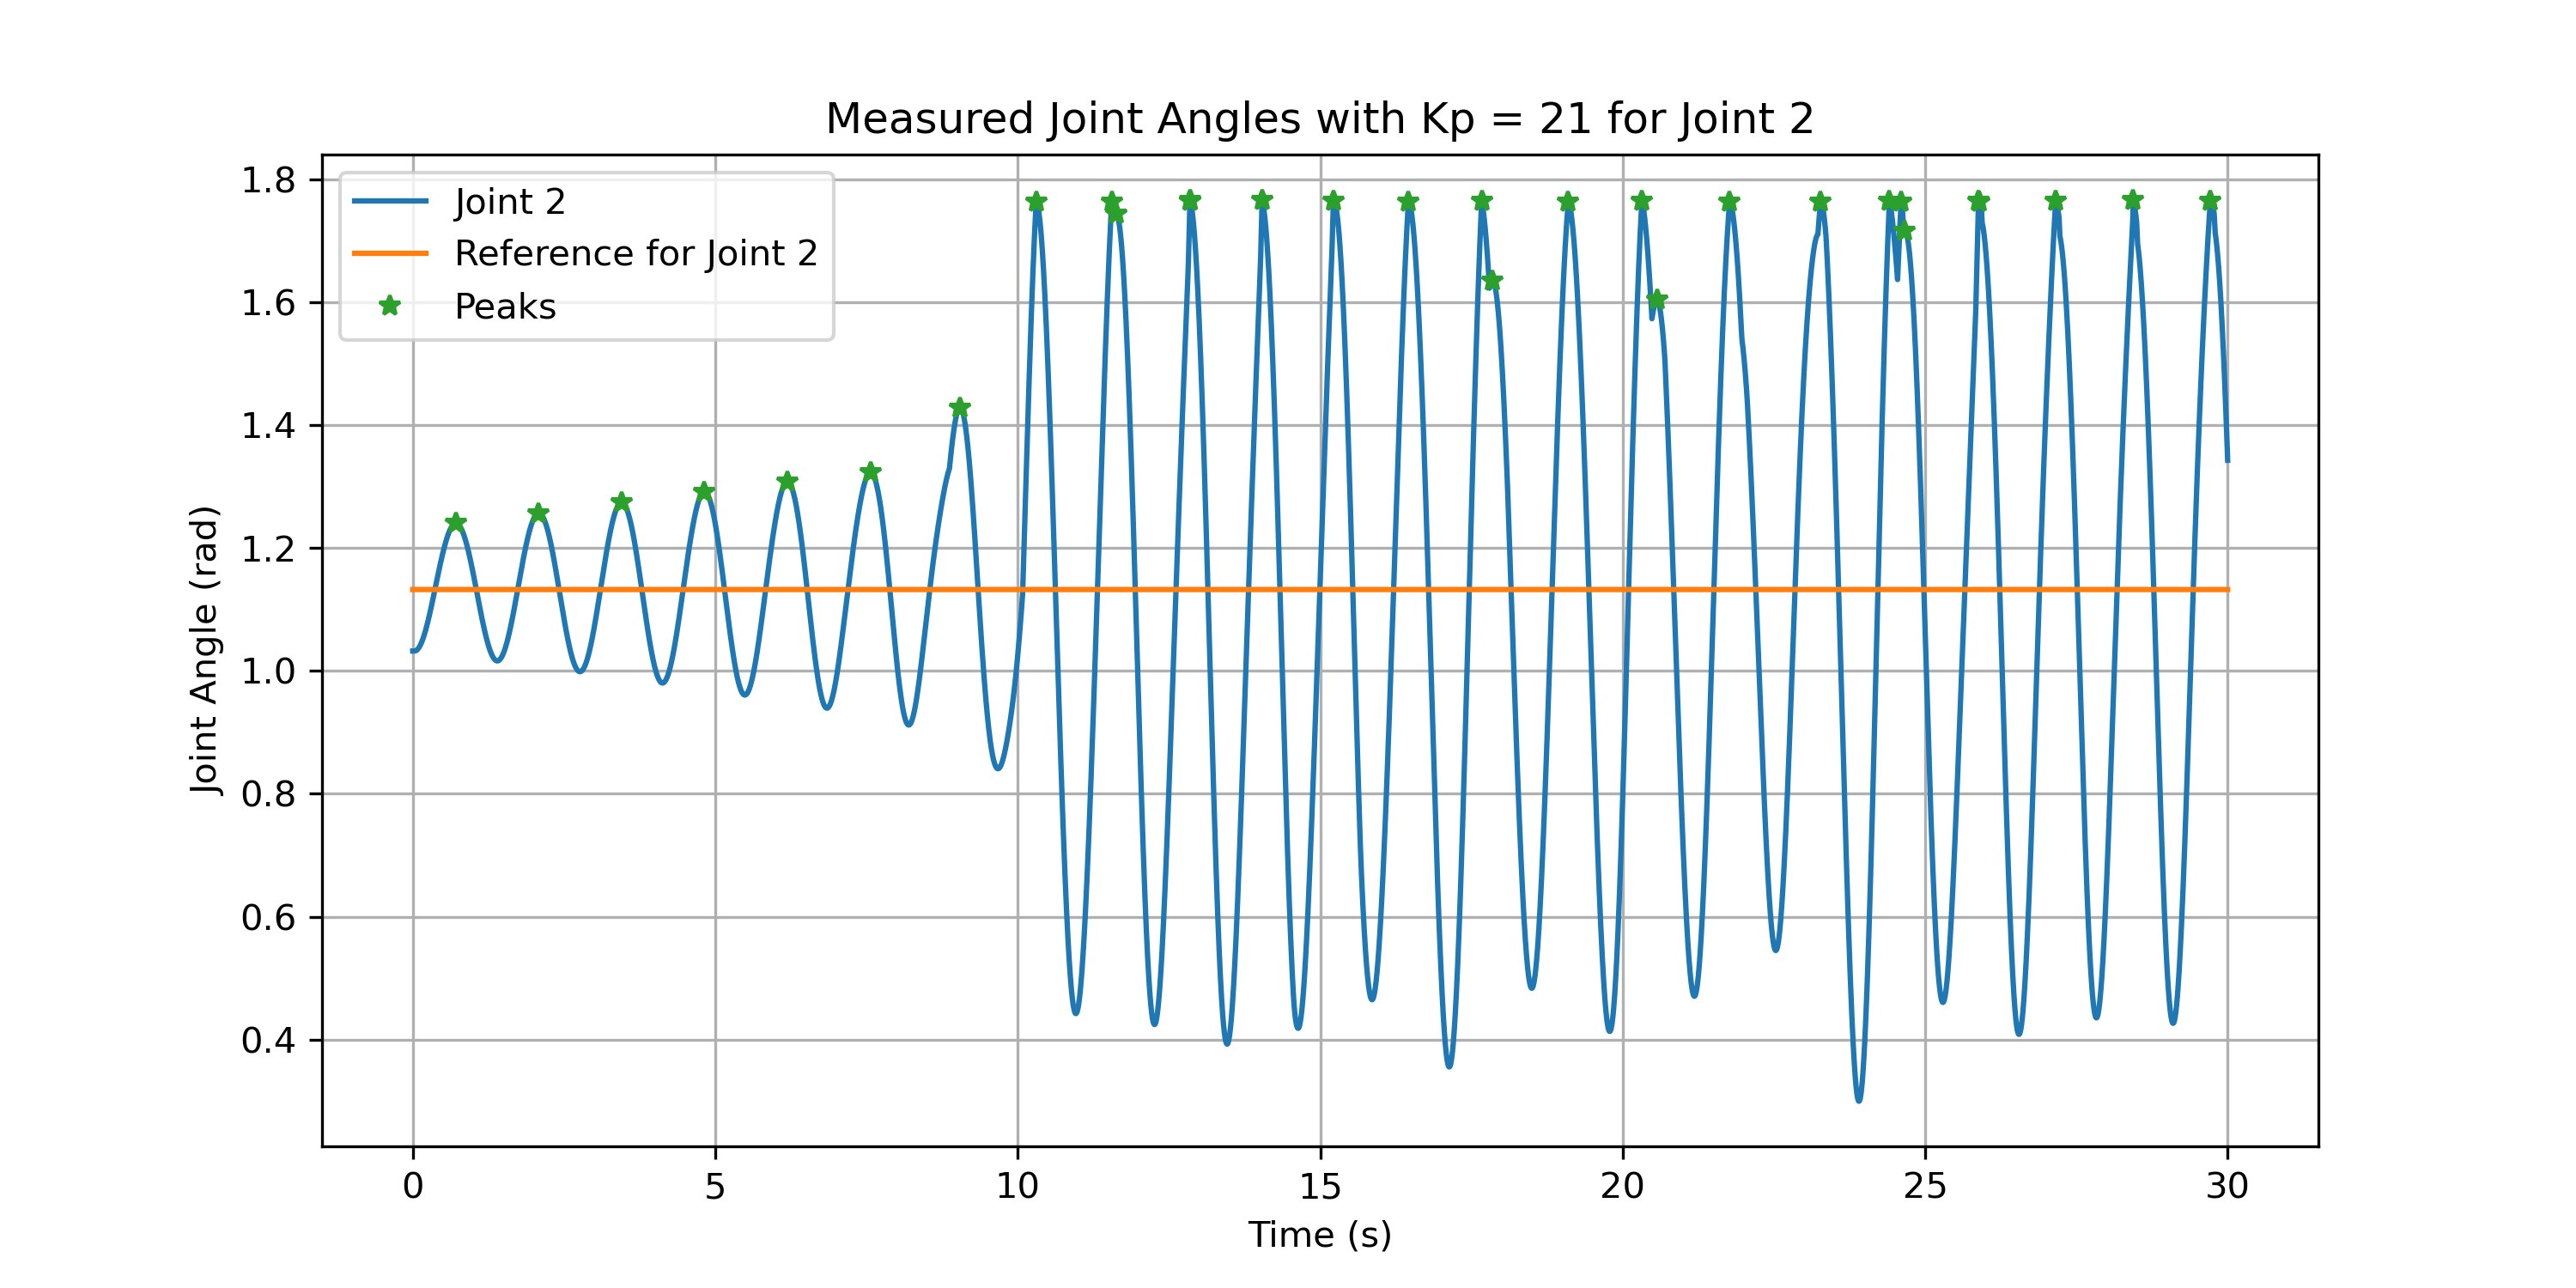 Measured Joint Angles with Kp = 21 for Joint 2
Joint 2
Reference for Joint 2
Peaks
Joint Angle (rad)
1.8
1.6
1.4
1.2
1.0
0.8
0.6
0.4
0 5 10 15 20 25 30
Time (s)